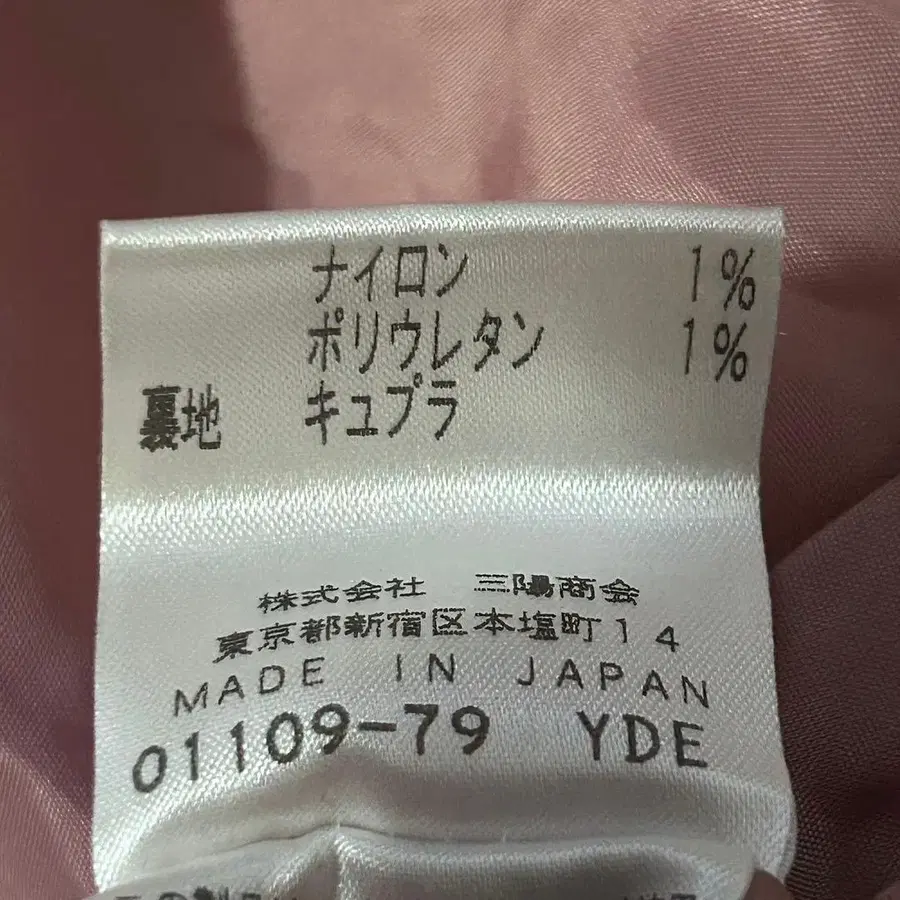 ナイロン 1%
ポリウレタン 1%
裏地 キュプラ
株式会社 三陽商会
東京都新宿区本塩町14
MADE IN JAPAN
01109-79 YDE